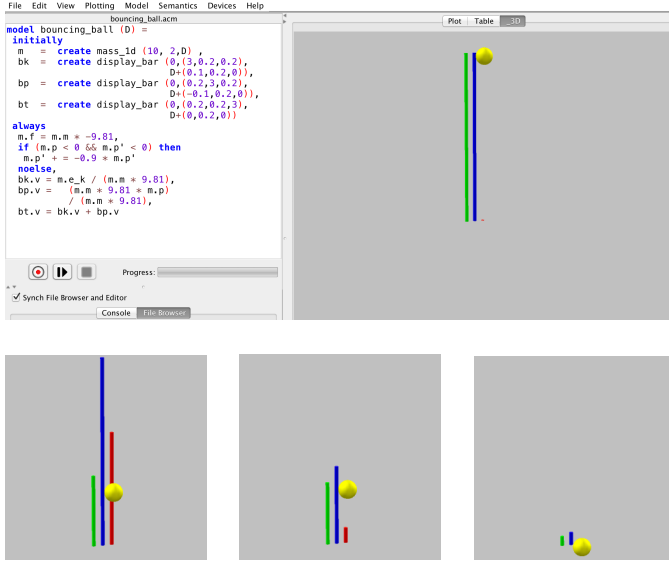 File Edit View Plotting Model Semantics Devices Help
bouncing_ball.acm
model bouncing_ball (D) =
initially
m = create mass_1d (10, 2,D) ,
bk = create display_bar (0,(3,0.2,0.2),
D+(0.1,0.2,0)),
bp = create display_bar (0,(0.2,3,0.2),
D+(-0.1,0.2,0)),
bt = create display_bar (0,(0.2,0.2,3),
D+(0,0.2,0))
always
m.f = m.m * -9.81,
if (m.p < 0 && m.p' < 0) then
m.p' + = -0.9 * m.p'
noelse,
bk.v = m.e_k / (m.m * 9.81),
bp.v = (m.m * 9.81 * m.p)
/ (m.m * 9.81),
bt.v = bk.v + bp.v
Progress:
Synch File Browser and Editor
Console File Browser
Plot Table _3D